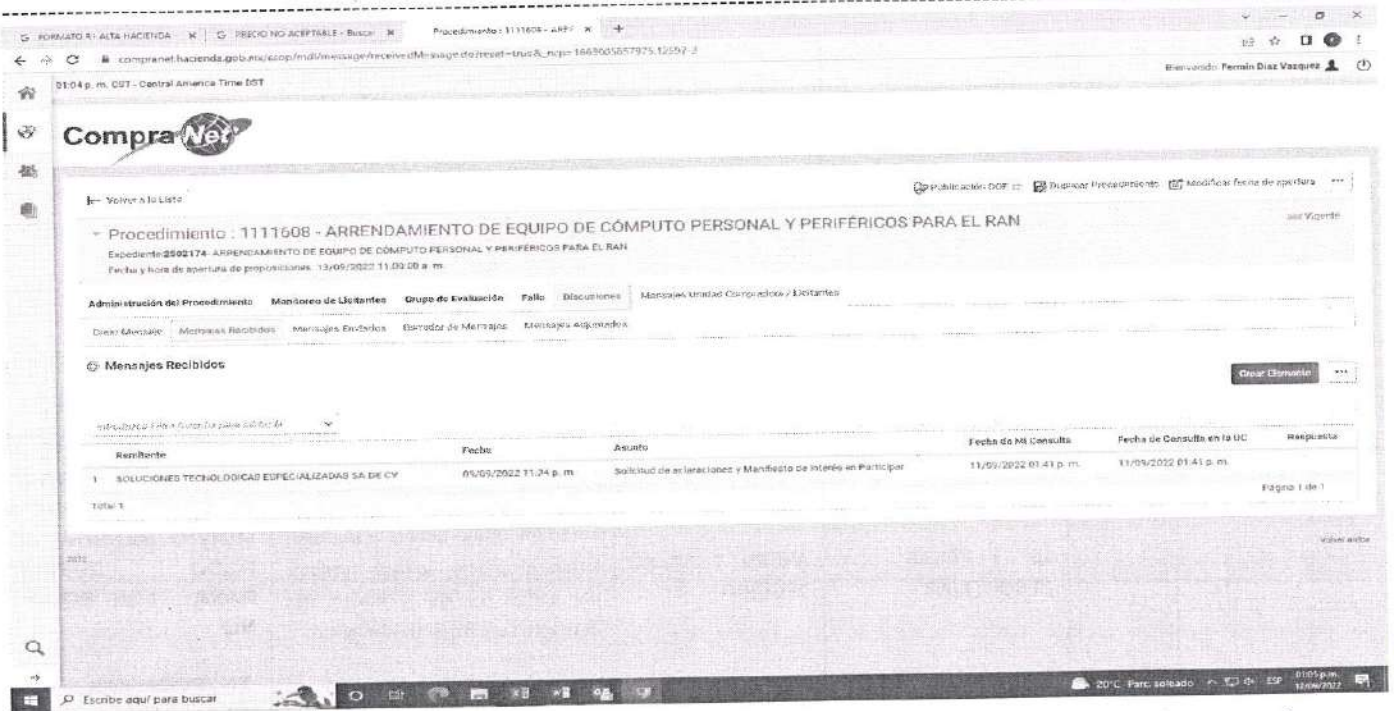 FORMATO R1 ALTA HACIENDA
PRECIO NO ACEPTABLE - Buscar
Procedimiento : 1111608 - ARRE
Bienvenido Fermin Diaz Vazquez
01:04 p. m. CST - Central America Time DST
CompraNet
Publicación DOF
Duplicar Procedimiento
Modificar fecha de apertura
Volver a la Lista
Procedimiento : 1111608 - ARRENDAMIENTO DE EQUIPO DE CÓMPUTO PERSONAL Y PERIFÉRICOS PARA EL RAN
Vigente
Expediente:2502174- ARRENDAMIENTO DE EQUIPO DE CÓMPUTO PERSONAL Y PERIFÉRICOS PARA EL RAN
Fecha y hora de apertura de proposiciones: 13/09/2022 11:00:00 a. m.
Administración del Procedimiento Monitoreo de Licitantes Grupo de Evaluación Fallo Discusiones Mensajes Unidad Compradora / Licitantes
Crear Mensaje Mensajes Recibidos Mensajes Enviados Borrador de Mensajes Mensajes Adjuntados
Mensajes Recibidos
Crear Elemento
Remitente Fecha Asunto Fecha de Mi Consulta Fecha de Consulta en la UC Respuesta
1 SOLUCIONES TECNOLOGICAS ESPECIALIZADAS SA DE CV 09/09/2022 11:34 p. m. Solicitud de aclaraciones y Manifiesto de Interés en Participar 11/09/2022 01:41 p. m. 11/09/2022 01:41 p. m.
Total 1 Página 1 de 1
Volver arriba
2022
Escribe aquí para buscar
20°C Parc. soleado
ESP
01:05 p.m.
12/09/2022